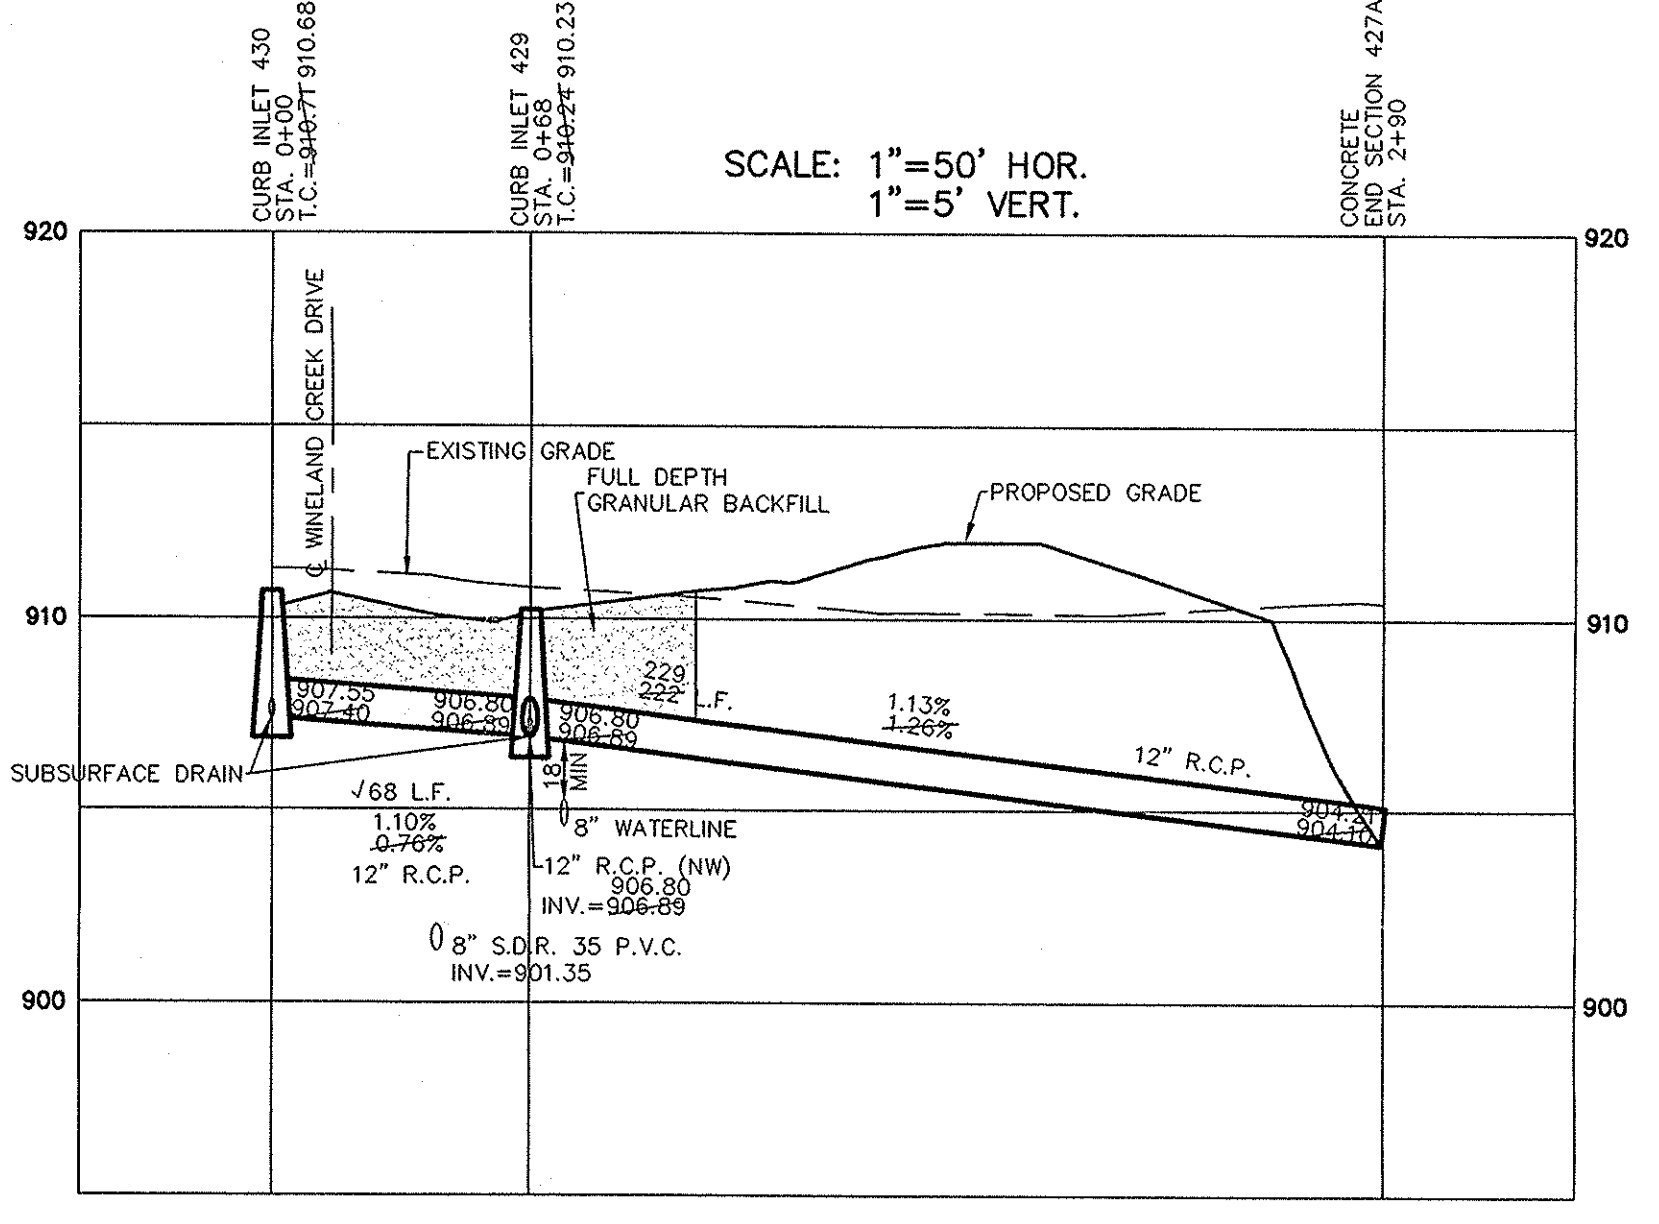 CURB INLET 430
STA. 0+00
T.C.=910.71 910.68
CURB INLET 429
STA. 0+68
T.C.=910.24 910.23
CONCRETE
END SECTION 427A
STA. 2+90
SCALE: 1"=50' HOR.
1"=5' VERT.
920
920
℄ WINELAND CREEK DRIVE
EXISTING GRADE
FULL DEPTH
GRANULAR BACKFILL
PROPOSED GRADE
910
910
229
222 L.F.
1.13%
1.26%
12" R.C.P.
907.55
907.40
906.80
906.89
906.80
906.89
SUBSURFACE DRAIN
18
MIN
√68 L.F.
1.10%
0.76%
12" R.C.P.
8" WATERLINE
12" R.C.P. (NW)
906.80
INV.=906.89
904.21
904.10
8" S.D.R. 35 P.V.C.
INV.=901.35
900
900